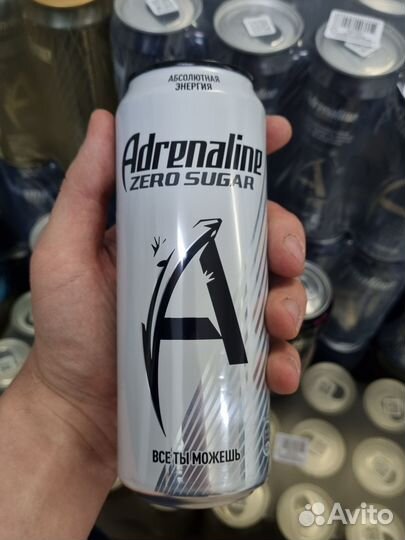 АБСОЛЮТНАЯ
ЭНЕРГИЯ
Adrenaline
ZERO SUGAR
ВСЕ ТЫ МОЖЕШЬ
Avito